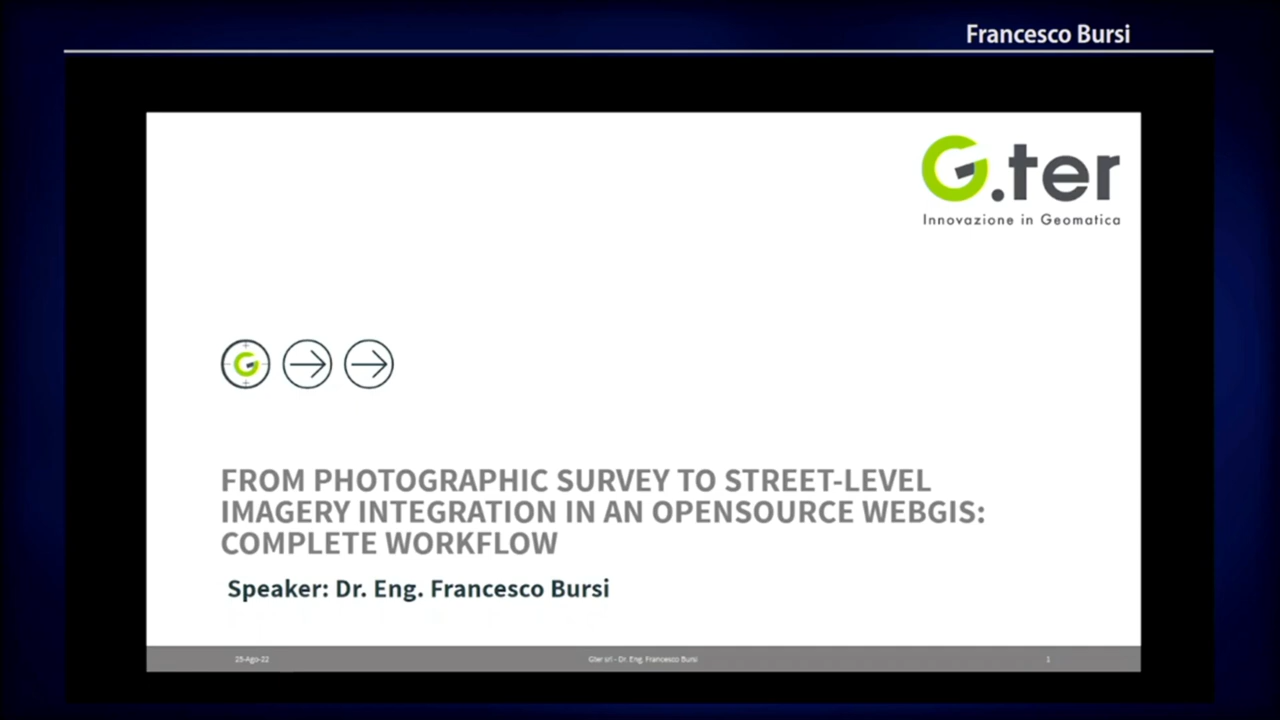 Francesco Bursi
G.ter
Innovazione in Geomatica
FROM PHOTOGRAPHIC SURVEY TO STREET-LEVEL
IMAGERY INTEGRATION IN AN OPENSOURCE WEBGIS:
COMPLETE WORKFLOW
Speaker: Dr. Eng. Francesco Bursi
25-Ago-22
Gter srl - Dr. Eng. Francesco Bursi
1